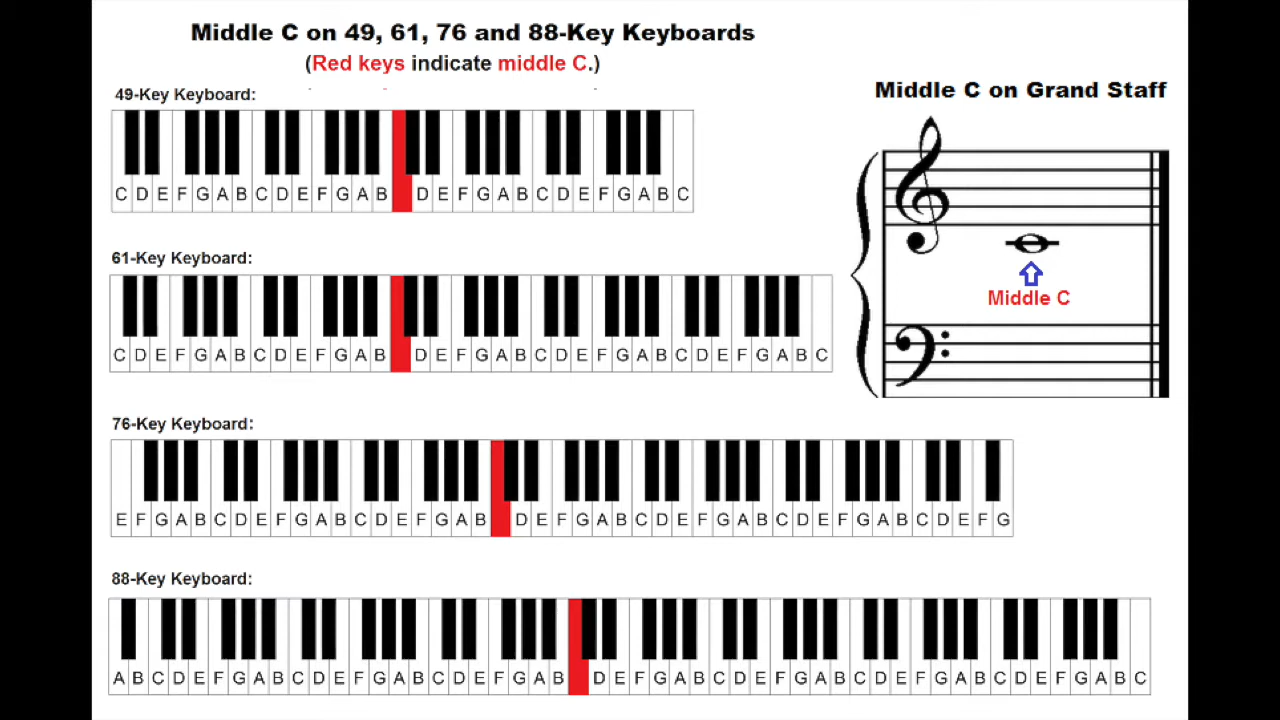 Middle C on 49, 61, 76 and 88-Key Keyboards
(Red keys indicate middle C.)
49-Key Keyboard:
C D E F G A B C D E F G A B D E F G A B C D E F G A B C
Middle C on Grand Staff
Middle C
61-Key Keyboard:
C D E F G A B C D E F G A B D E F G A B C D E F G A B C D E F G A B C
76-Key Keyboard:
E F G A B C D E F G A B C D E F G A B D E F G A B C D E F G A B C D E F G A B C D E F G
88-Key Keyboard:
A B C D E F G A B C D E F G A B C D E F G A B D E F G A B C D E F G A B C D E F G A B C D E F G A B C